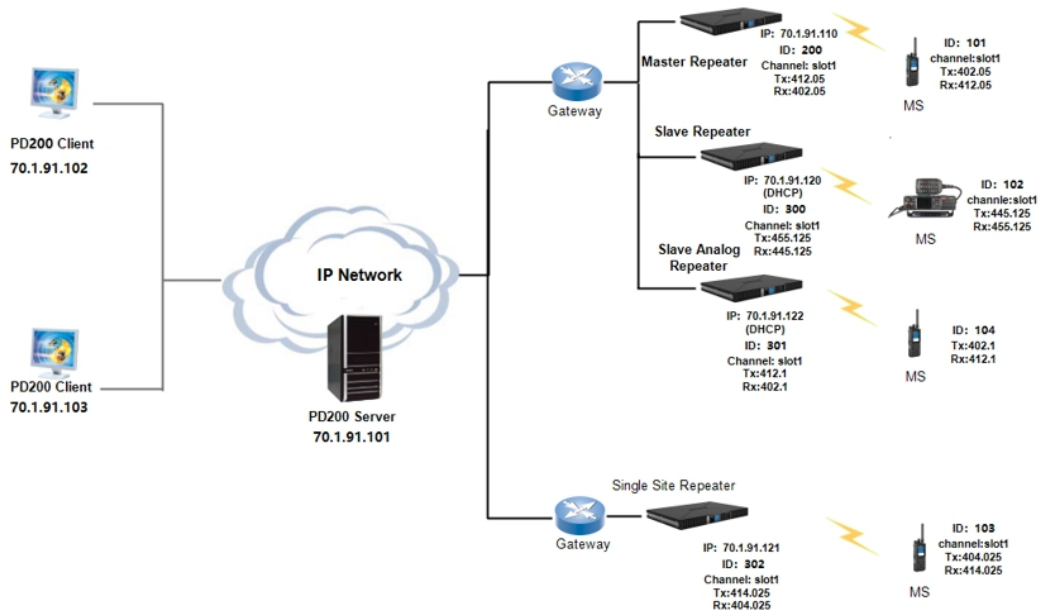 PD200 Client
70.1.91.102
PD200 Client
70.1.91.103
IP Network
PD200 Server
70.1.91.101
Gateway
Master Repeater
IP: 70.1.91.110
ID: 200
Channel: slot1
Tx:412.05
Rx:402.05
ID: 101
channel:slot1
Tx:402.05
Rx:412.05
MS
Slave Repeater
IP: 70.1.91.120
(DHCP)
ID: 300
Channel: slot1
Tx:455.125
Rx:445.125
ID: 102
channle:slot1
Tx:445.125
Rx:455.125
MS
Slave Analog
Repeater
IP: 70.1.91.122
(DHCP)
ID: 301
Channel: slot1
Tx:412.1
Rx:402.1
ID: 104
Tx:402.1
Rx:412.1
MS
Gateway
Single Site Repeater
IP: 70.1.91.121
ID: 302
Channel: slot1
Tx:414.025
Rx:404.025
ID: 103
channel:slot1
Tx:404.025
Rx:414.025
MS